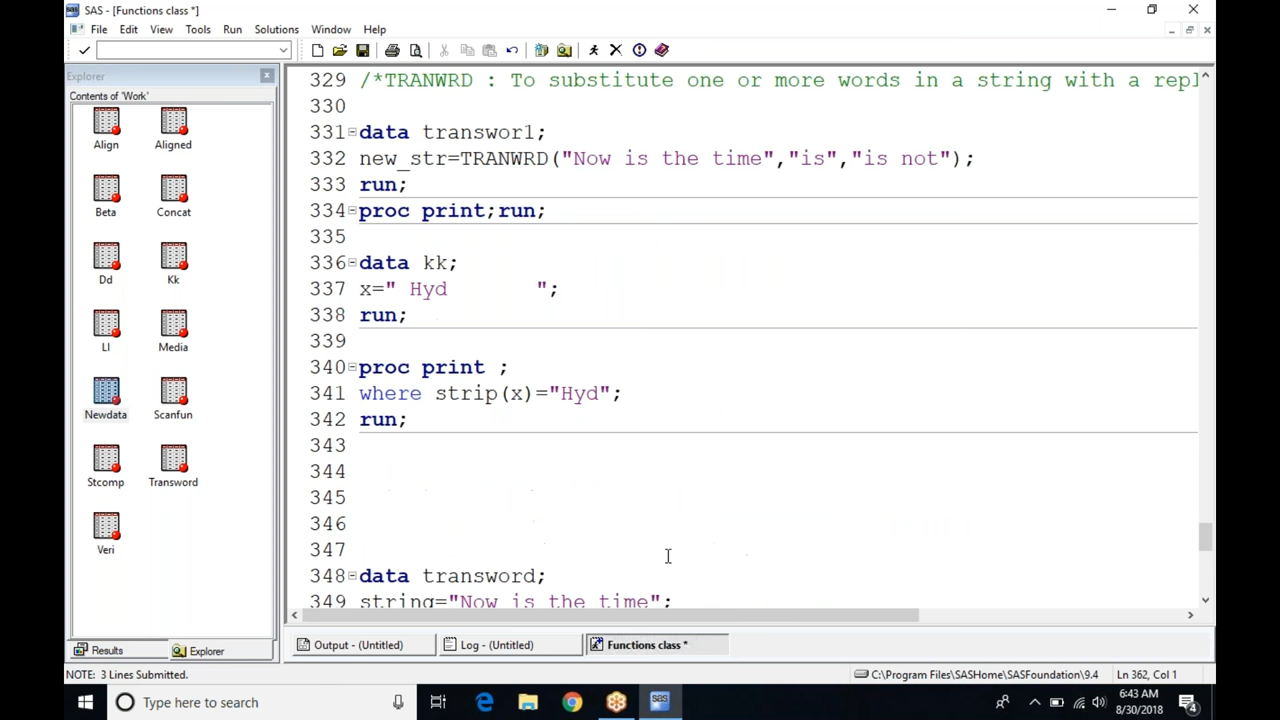 SAS - [Functions class *]
File Edit View Tools Run Solutions Window Help
Explorer
Contents of 'Work'
Align Aligned
Beta Concat
Dd Kk
LI Media
Newdata Scanfun
Stcomp Transword
Veri
Results Explorer
329 /*TRANWRD : To substitute one or more words in a string with a repl
330
331 data transwor1;
332 new_str=TRANWRD("Now is the time","is","is not");
333 run;
334 proc print;run;
335
336 data kk;
337 x=" Hyd       ";
338 run;
339
340 proc print ;
341 where strip(x)="Hyd";
342 run;
343
344
345
346
347
348 data transword;
349 string="Now is the time";
Output - (Untitled) Log - (Untitled) Functions class *
NOTE: 3 Lines Submitted. C:\Program Files\SASHome\SASFoundation\9.4 Ln 362, Col 1
Type here to search
sas
6:43 AM
8/30/2018
4